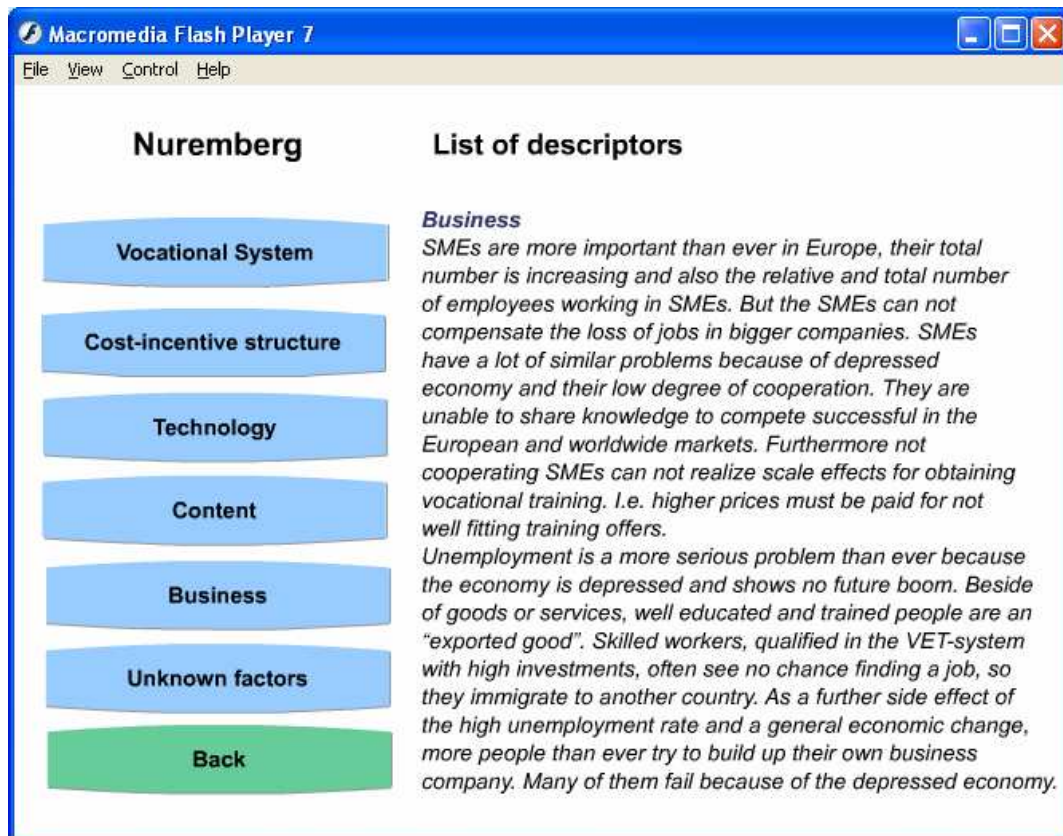 Macromedia Flash Player 7
File View Control Help
Nuremberg
List of descriptors
Vocational System
Cost-incentive structure
Technology
Content
Business
Unknown factors
Back
Business
SMEs are more important than ever in Europe, their total
number is increasing and also the relative and total number
of employees working in SMEs. But the SMEs can not
compensate the loss of jobs in bigger companies. SMEs
have a lot of similar problems because of depressed
economy and their low degree of cooperation. They are
unable to share knowledge to compete successful in the
European and worldwide markets. Furthermore not
cooperating SMEs can not realize scale effects for obtaining
vocational training. I.e. higher prices must be paid for not
well fitting training offers.
Unemployment is a more serious problem than ever because
the economy is depressed and shows no future boom. Beside
of goods or services, well educated and trained people are an
“exported good”. Skilled workers, qualified in the VET-system
with high investments, often see no chance finding a job, so
they immigrate to another country. As a further side effect of
the high unemployment rate and a general economic change,
more people than ever try to build up their own business
company. Many of them fail because of the depressed economy.